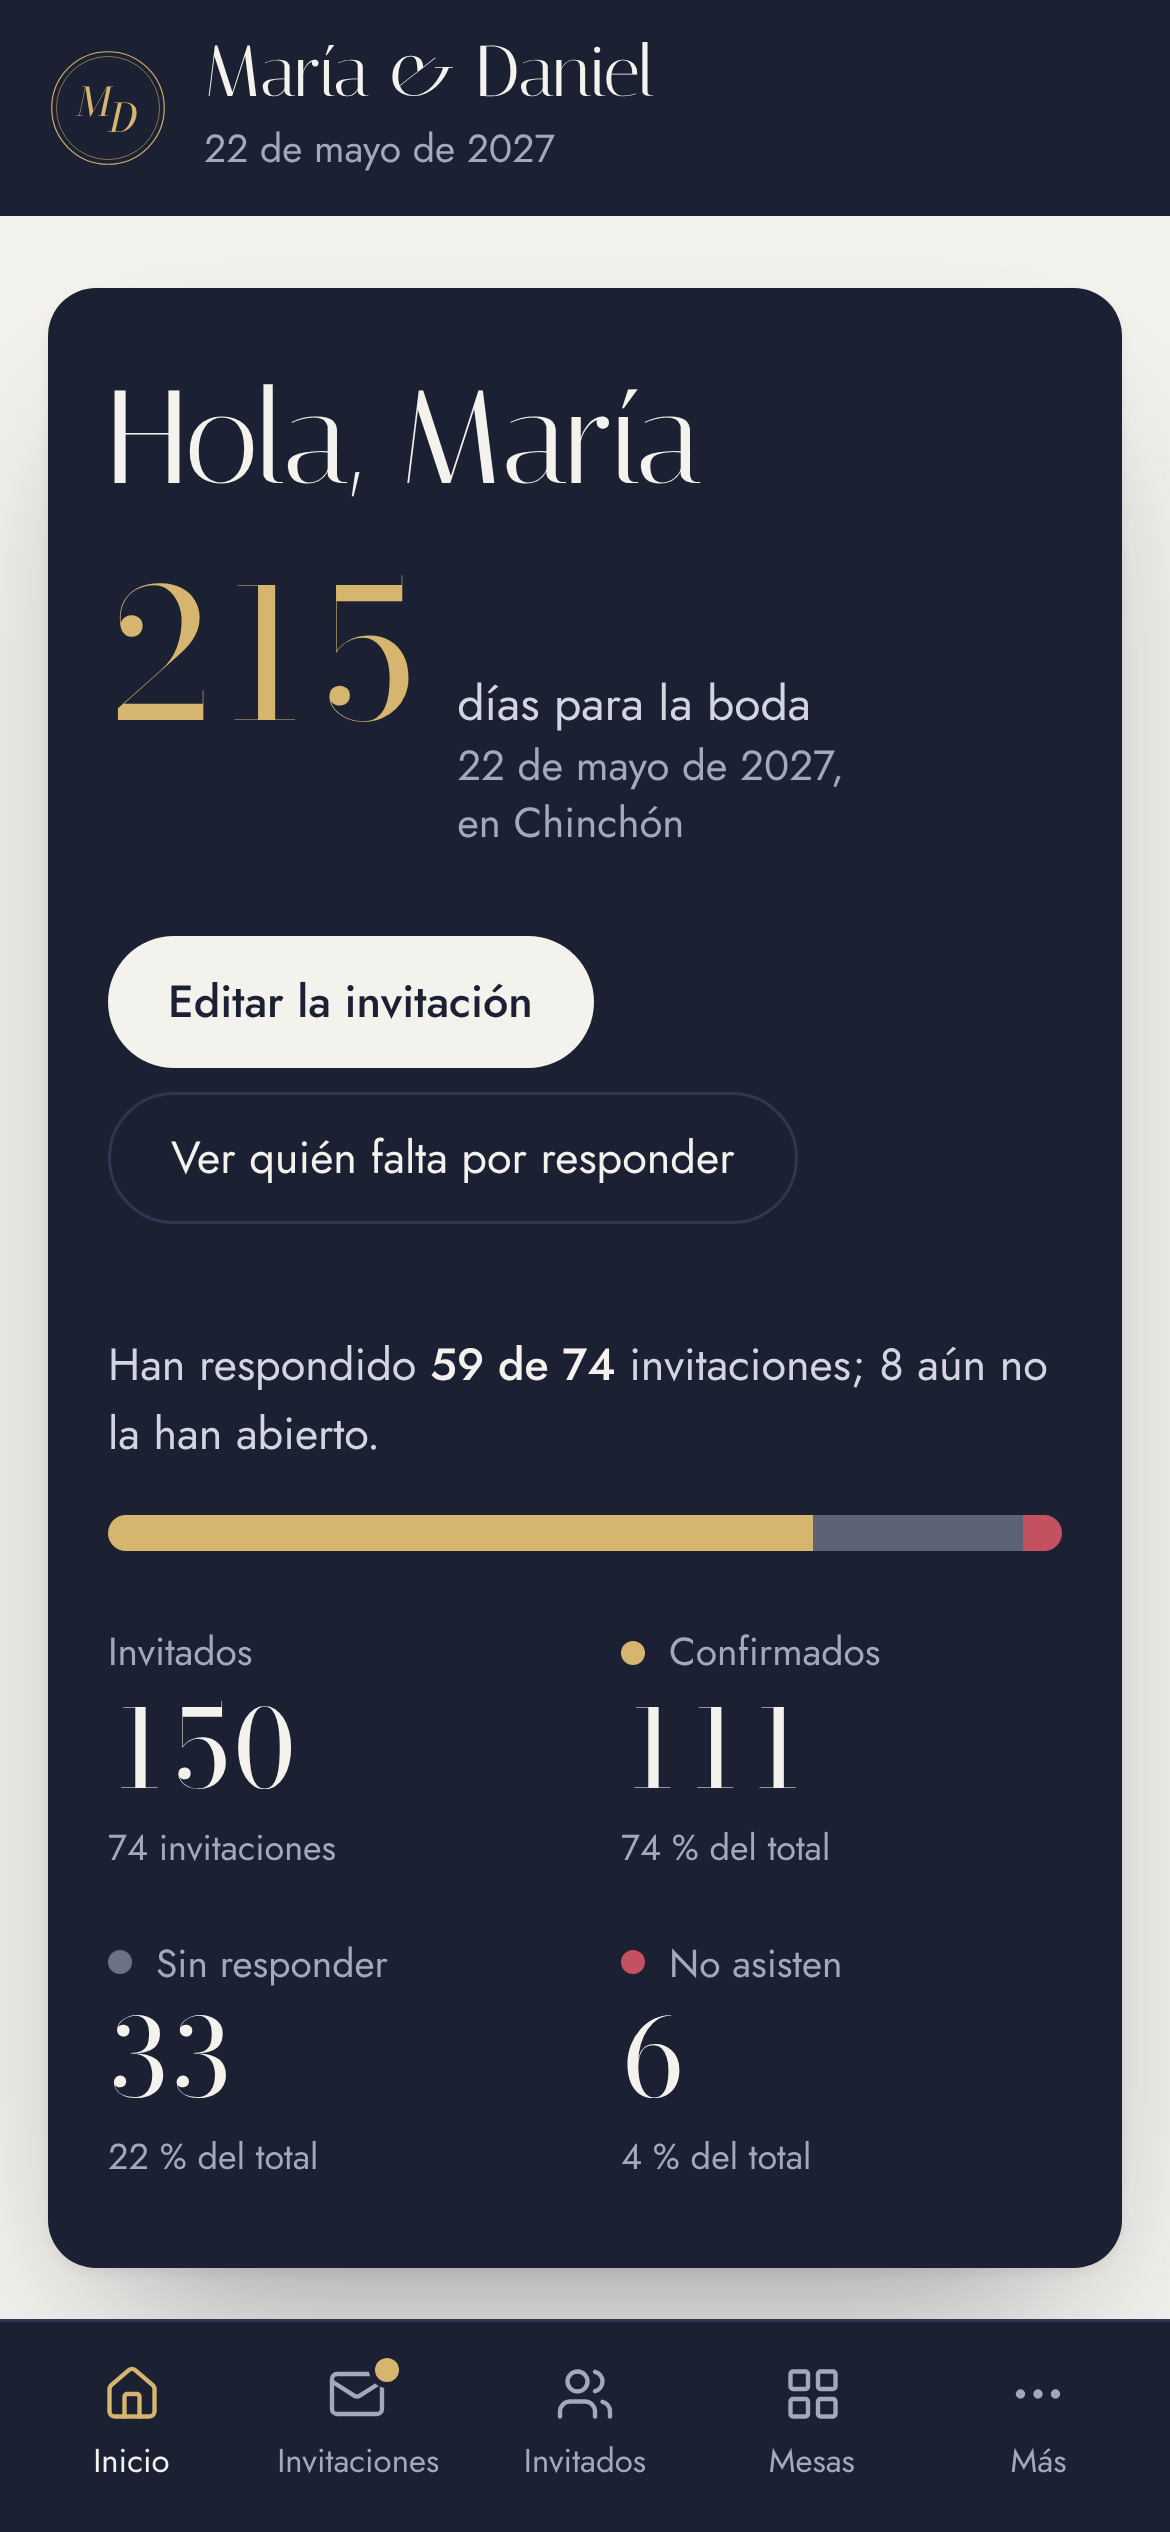 MD
María & Daniel
22 de mayo de 2027
Hola, María
215
días para la boda
22 de mayo de 2027,
en Chinchón
Editar la invitación
Ver quién falta por responder
Han respondido 59 de 74 invitaciones; 8 aún no
la han abierto.
Invitados
150
74 invitaciones
Confirmados
111
74 % del total
Sin responder
33
22 % del total
No asisten
6
4 % del total
Inicio
Invitaciones
Invitados
Mesas
Más